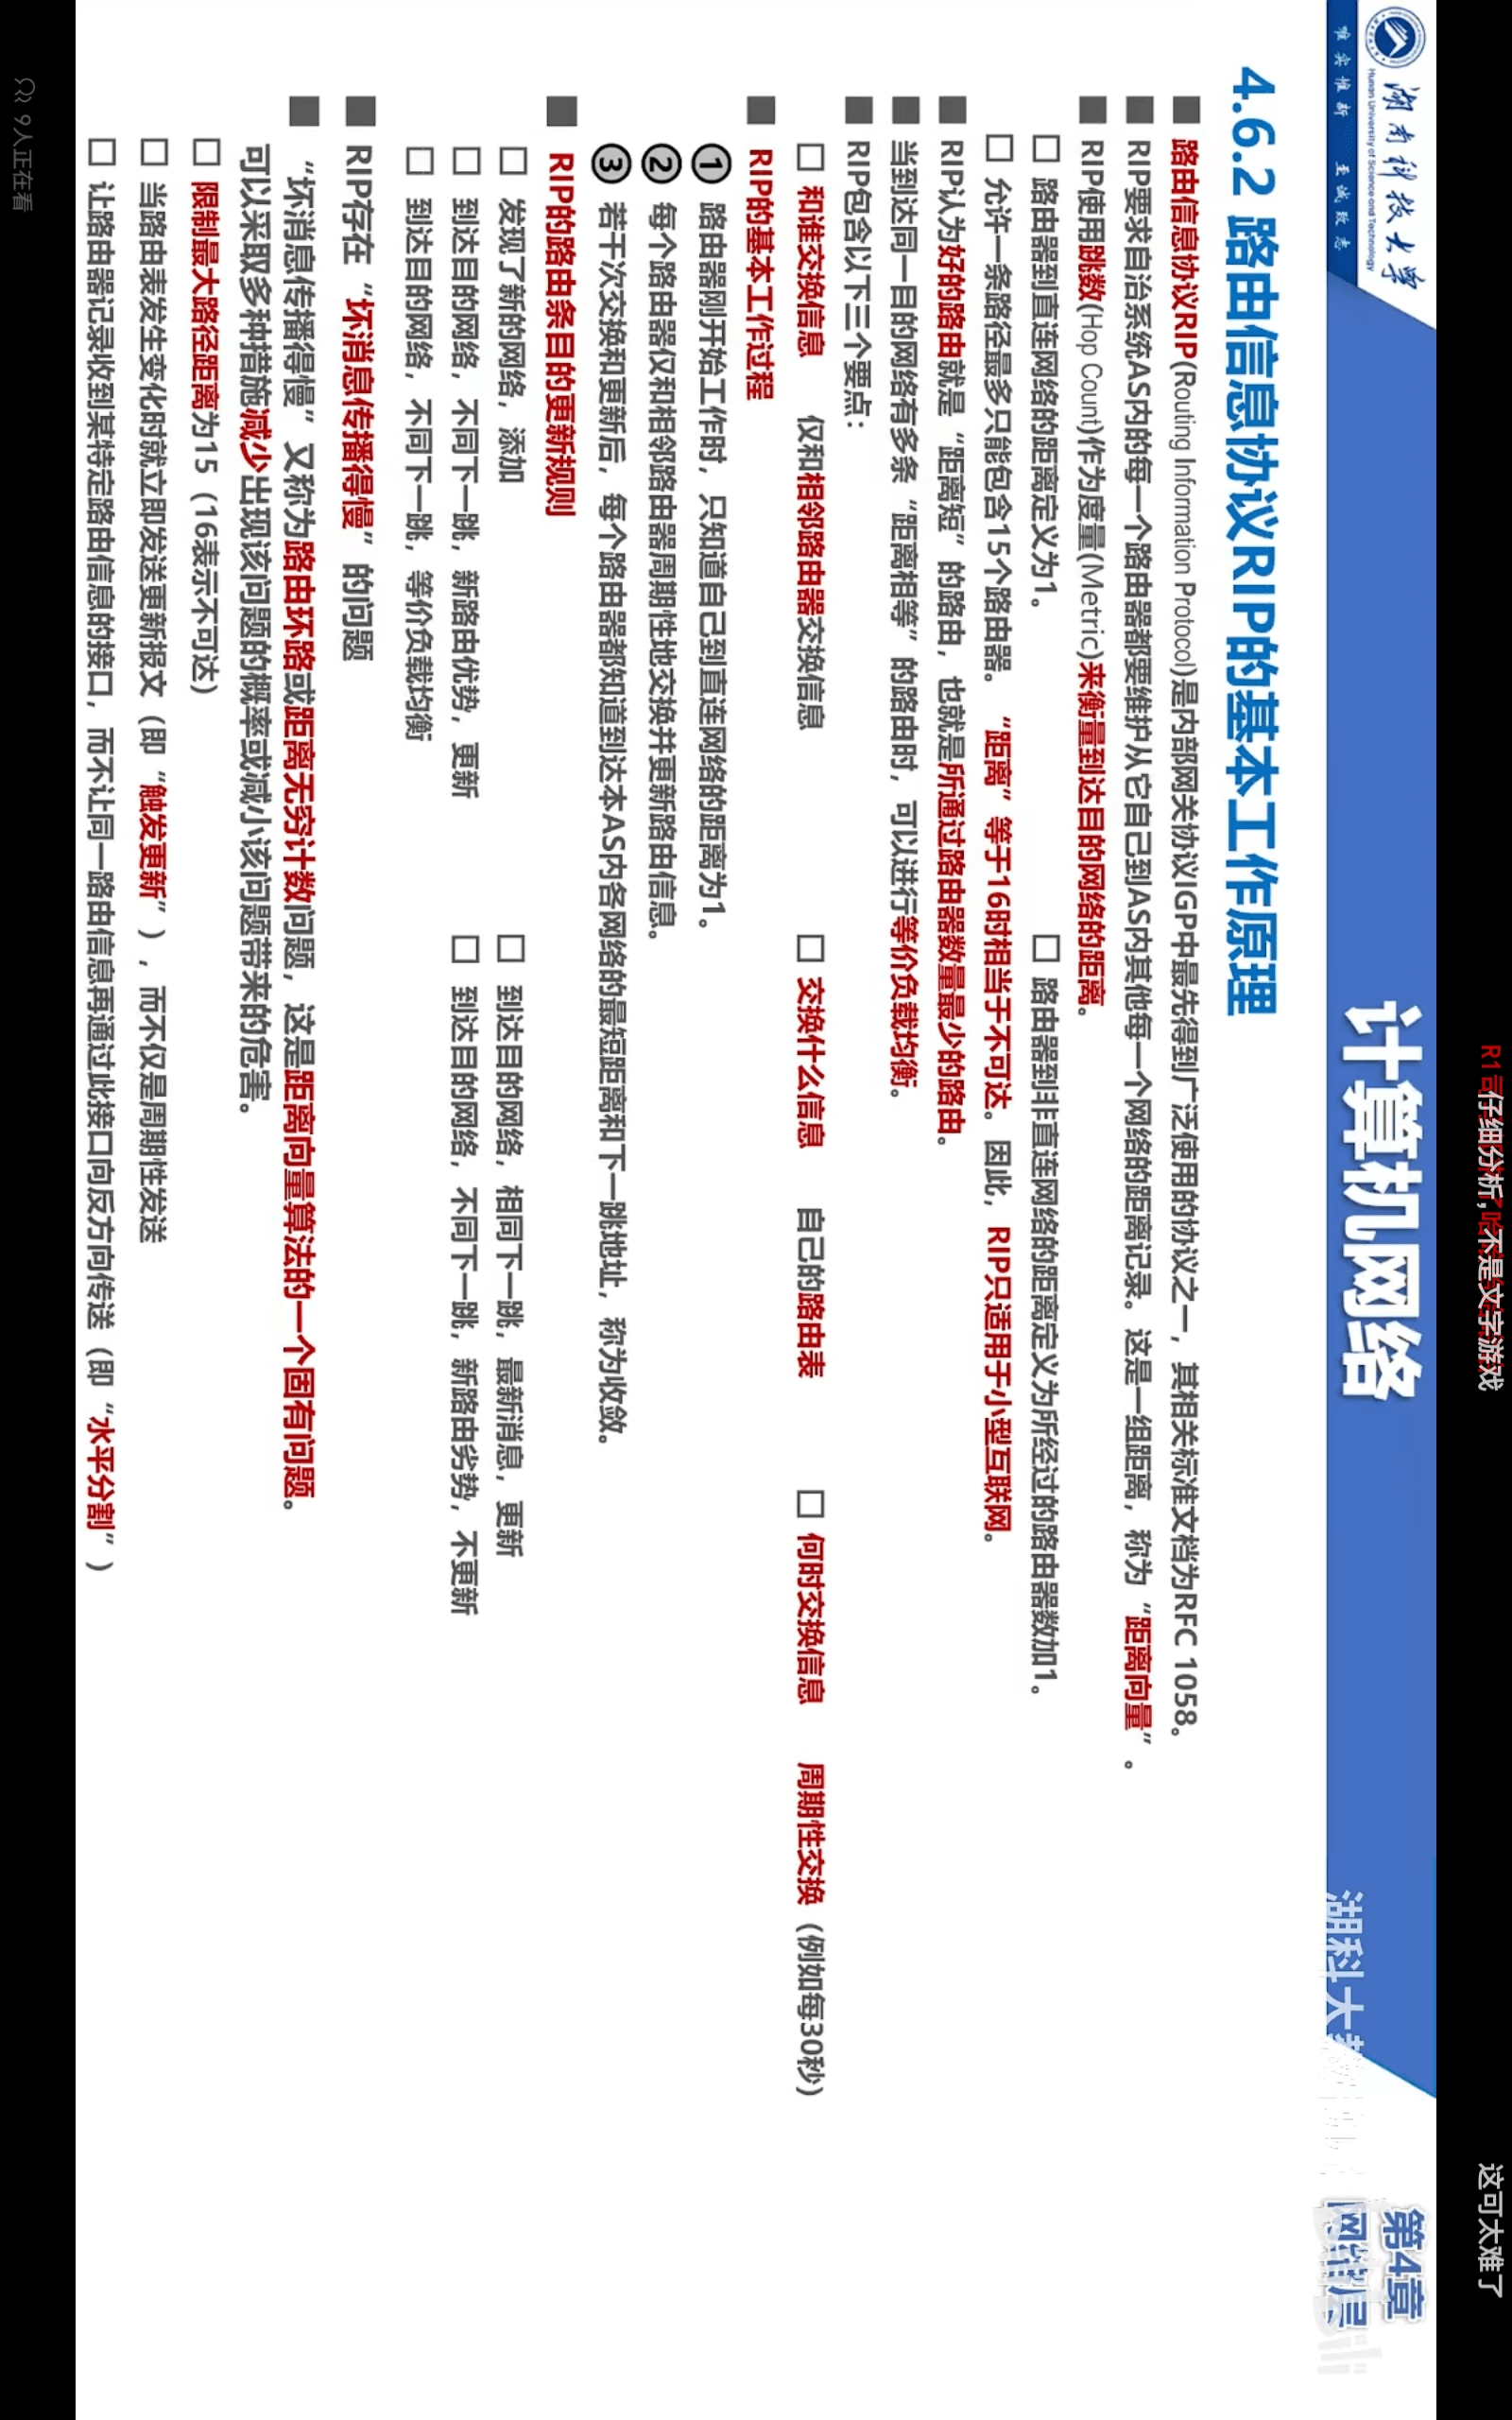 R1司仔细分析，不是文字游戏
这可太难了
湖南科技大学
Hunan University of Science and Technology
唯实惟新 至诚致志
计算机网络
湖科大教
第4章
网络层
4.6.2 路由信息协议RIP的基本工作原理
■ 路由信息协议RIP(Routing Information Protocol)是内部网关协议IGP中最先得到广泛使用的协议之一，其相关标准文档为RFC 1058。
■ RIP要求自治系统AS内的每一个路由器都要维护从它自己到AS内其他每一个网络的距离记录。这是一组距离，称为“距离向量”。
■ RIP使用跳数(Hop Count)作为度量(Metric)来衡量到达目的网络的距离。
□ 路由器到直连网络的距离定义为1。 □ 路由器到非直连网络的距离定义为所经过的路由器数加1。
□ 允许一条路径最多只能包含15个路由器。 “距离”等于16时相当于不可达。因此，RIP只适用于小型互联网。
■ RIP认为好的路由就是“距离短”的路由，也就是所通过路由器数量最少的路由。
■ 当到达同一目的网络有多条“距离相等”的路由时，可以进行等价负载均衡。
■ RIP包含以下三个要点：
□ 和谁交换信息 仅和相邻路由器交换信息 □ 交换什么信息 自己的路由表 □ 何时交换信息 周期性交换（例如每30秒）
■ RIP的基本工作过程
① 路由器刚开始工作时，只知道自己到直连网络的距离为1。
② 每个路由器仅和相邻路由器周期性地交换并更新路由信息。
③ 若干次交换和更新后，每个路由器都知道到达本AS内各网络的最短距离和下一跳地址，称为收敛。
■ RIP的路由条目的更新规则
□ 发现了新的网络，添加 □ 到达目的网络，相同下一跳，最新消息，更新
□ 到达目的网络，不同下一跳，新路由优势，更新 □ 到达目的网络，不同下一跳，新路由劣势，不更新
□ 到达目的网络，不同下一跳，等价负载均衡
■ RIP存在“坏消息传播得慢”的问题
■ “坏消息传播得慢”又称为路由环路或距离无穷计数问题，这是距离向量算法的一个固有问题。
可以采取多种措施减少出现该问题的概率或减小该问题带来的危害。
□ 限制最大路径距离为15（16表示不可达）
□ 当路由表发生变化时就立即发送更新报文（即“触发更新”），而不仅是周期性发送
□ 让路由器记录收到某特定路由信息的接口，而不让同一路由信息再通过此接口向反方向传送（即“水平分割”）
9人正在看